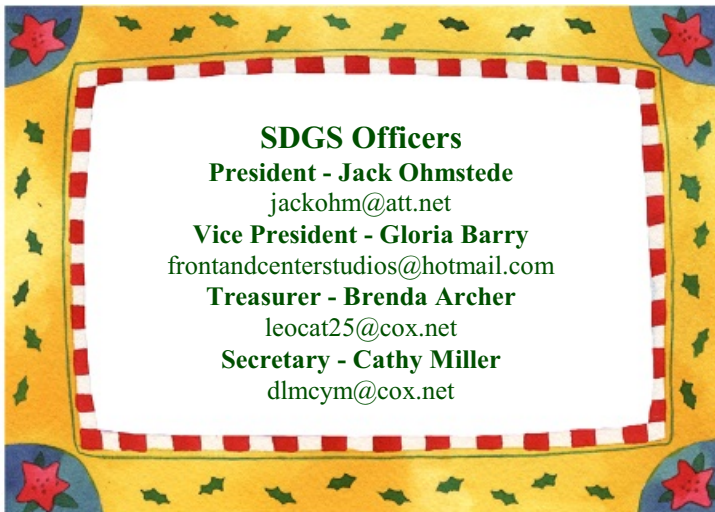 SDGS Officers
President - Jack Ohmstede
jackohm@att.net
Vice President - Gloria Barry
frontandcenterstudios@hotmail.com
Treasurer - Brenda Archer
leocat25@cox.net
Secretary - Cathy Miller
dlmcym@cox.net